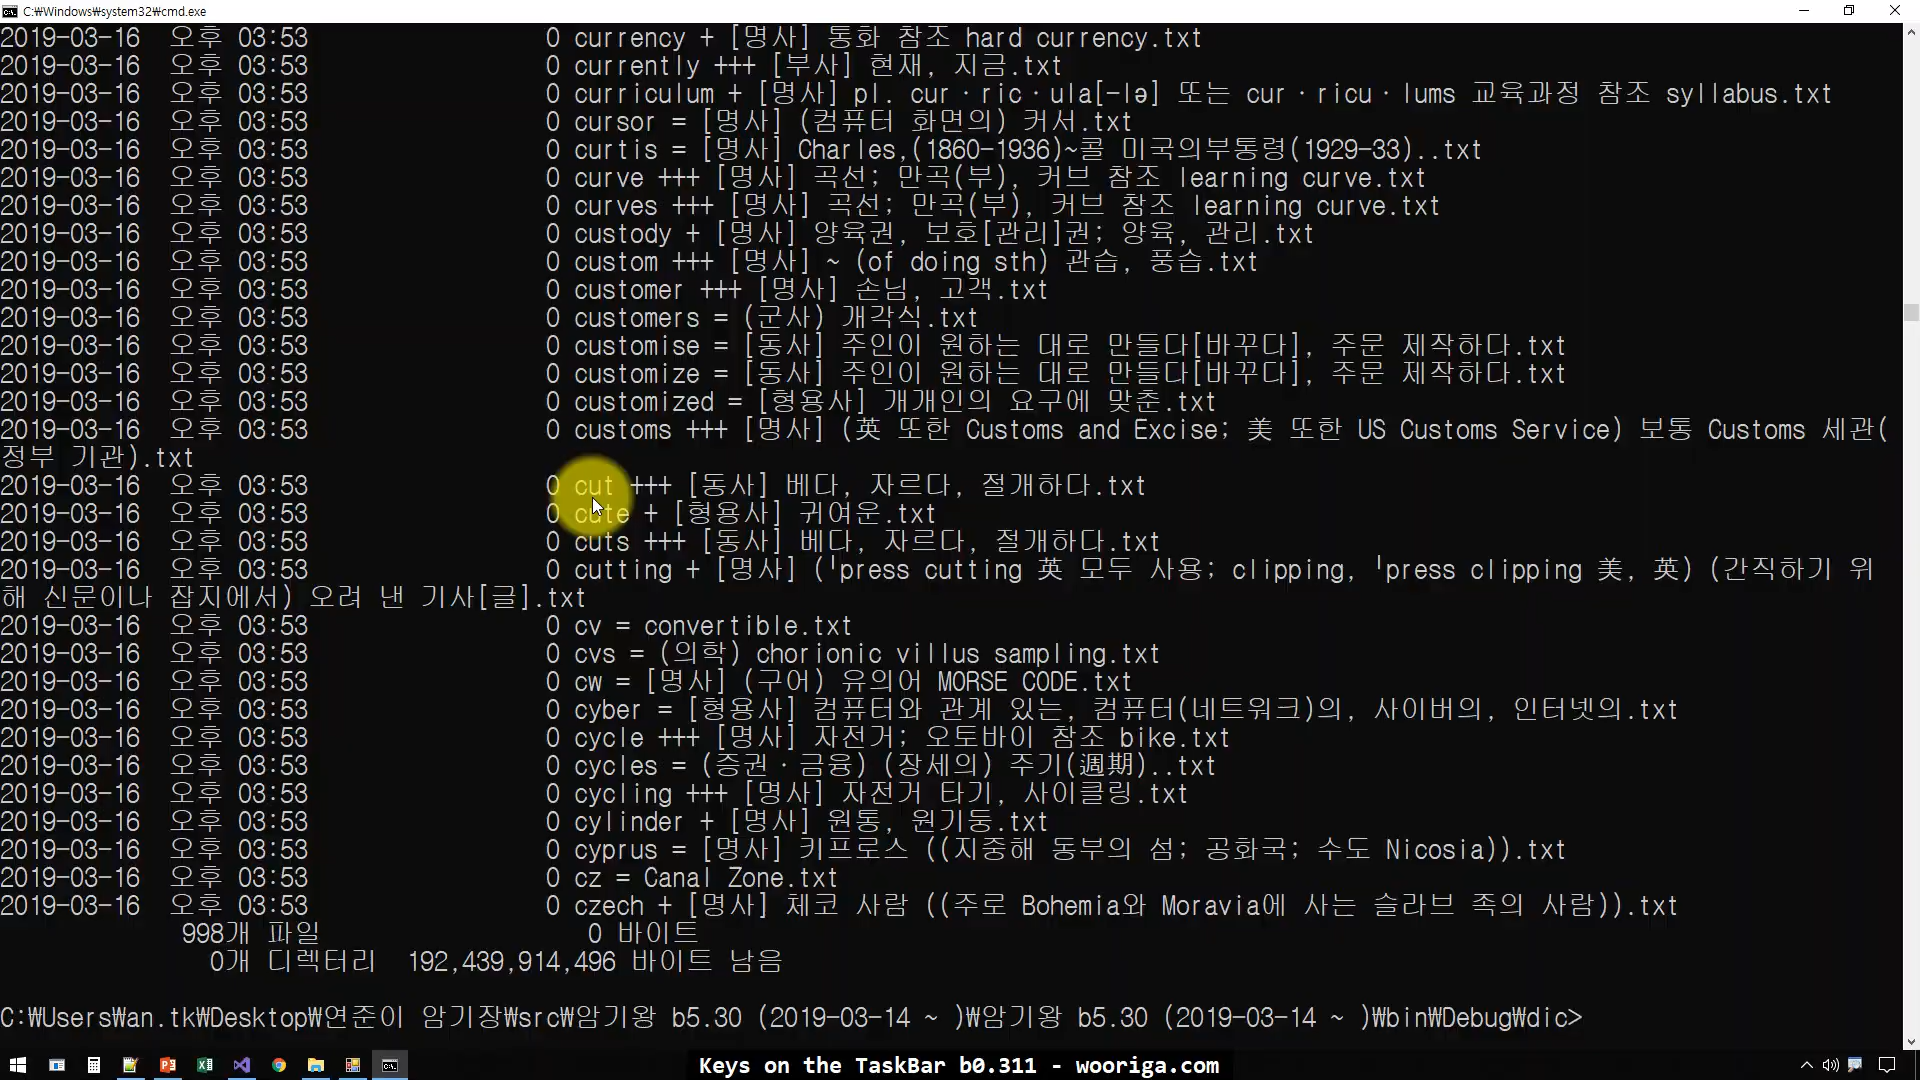 C:₩Windows₩system32₩cmd.exe
2019-03-16 오후 03:53 0 currency + [명사] 통화 참조 hard currency.txt
2019-03-16 오후 03:53 0 currently +++ [부사] 현재, 지금.txt
2019-03-16 오후 03:53 0 curriculum + [명사] pl. cur·ric·ula[-lə] 또는 cur·ricu·lums 교육과정 참조 syllabus.txt
2019-03-16 오후 03:53 0 cursor = [명사] (컴퓨터 화면의) 커서.txt
2019-03-16 오후 03:53 0 curtis = [명사] Charles,(1860-1936)~콜 미국의부통령(1929-33)..txt
2019-03-16 오후 03:53 0 curve +++ [명사] 곡선; 만곡(부), 커브 참조 learning curve.txt
2019-03-16 오후 03:53 0 curves +++ [명사] 곡선; 만곡(부), 커브 참조 learning curve.txt
2019-03-16 오후 03:53 0 custody + [명사] 양육권, 보호[관리]권; 양육, 관리.txt
2019-03-16 오후 03:53 0 custom +++ [명사] ~ (of doing sth) 관습, 풍습.txt
2019-03-16 오후 03:53 0 customer +++ [명사] 손님, 고객.txt
2019-03-16 오후 03:53 0 customers = (군사) 개각식.txt
2019-03-16 오후 03:53 0 customise = [동사] 주인이 원하는 대로 만들다[바꾸다], 주문 제작하다.txt
2019-03-16 오후 03:53 0 customize = [동사] 주인이 원하는 대로 만들다[바꾸다], 주문 제작하다.txt
2019-03-16 오후 03:53 0 customized = [형용사] 개개인의 요구에 맞춘.txt
2019-03-16 오후 03:53 0 customs +++ [명사] (英 또한 Customs and Excise; 美 또한 US Customs Service) 보통 Customs 세관(
정부 기관).txt
2019-03-16 오후 03:53 0 cut +++ [동사] 베다, 자르다, 절개하다.txt
2019-03-16 오후 03:53 0 cute + [형용사] 귀여운.txt
2019-03-16 오후 03:53 0 cuts +++ [동사] 베다, 자르다, 절개하다.txt
2019-03-16 오후 03:53 0 cutting + [명사] (ˈpress cutting 英 모두 사용; clipping, ˈpress clipping 美, 英) (간직하기 위
해 신문이나 잡지에서) 오려 낸 기사[글].txt
2019-03-16 오후 03:53 0 cv = convertible.txt
2019-03-16 오후 03:53 0 cvs = (의학) chorionic villus sampling.txt
2019-03-16 오후 03:53 0 cw = [명사] (구어) 유의어 MORSE CODE.txt
2019-03-16 오후 03:53 0 cyber = [형용사] 컴퓨터와 관계 있는, 컴퓨터(네트워크)의, 사이버의, 인터넷의.txt
2019-03-16 오후 03:53 0 cycle +++ [명사] 자전거; 오토바이 참조 bike.txt
2019-03-16 오후 03:53 0 cycles = (증권·금융) (장세의) 주기(週期)..txt
2019-03-16 오후 03:53 0 cycling +++ [명사] 자전거 타기, 사이클링.txt
2019-03-16 오후 03:53 0 cylinder + [명사] 원통, 원기둥.txt
2019-03-16 오후 03:53 0 cyprus = [명사] 키프로스 ((지중해 동부의 섬; 공화국; 수도 Nicosia)).txt
2019-03-16 오후 03:53 0 cz = Canal Zone.txt
2019-03-16 오후 03:53 0 czech + [명사] 체코 사람 ((주로 Bohemia와 Moravia에 사는 슬라브 족의 사람)).txt
998개 파일 0 바이트
0개 디렉터리 192,439,914,496 바이트 남음
C:₩Users₩an.tk₩Desktop₩연준이 암기장₩src₩암기왕 b5.30 (2019-03-14 ~ )₩암기왕 b5.30 (2019-03-14 ~ )₩bin₩Debug₩dic>
Keys on the TaskBar b0.311 - wooriga.com